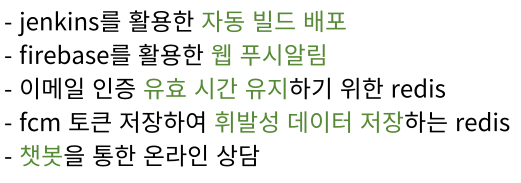 - jenkins를 활용한 자동 빌드 배포
- firebase를 활용한 웹 푸시알림
- 이메일 인증 유효 시간 유지하기 위한 redis
- fcm 토큰 저장하여 휘발성 데이터 저장하는 redis
- 챗봇을 통한 온라인 상담